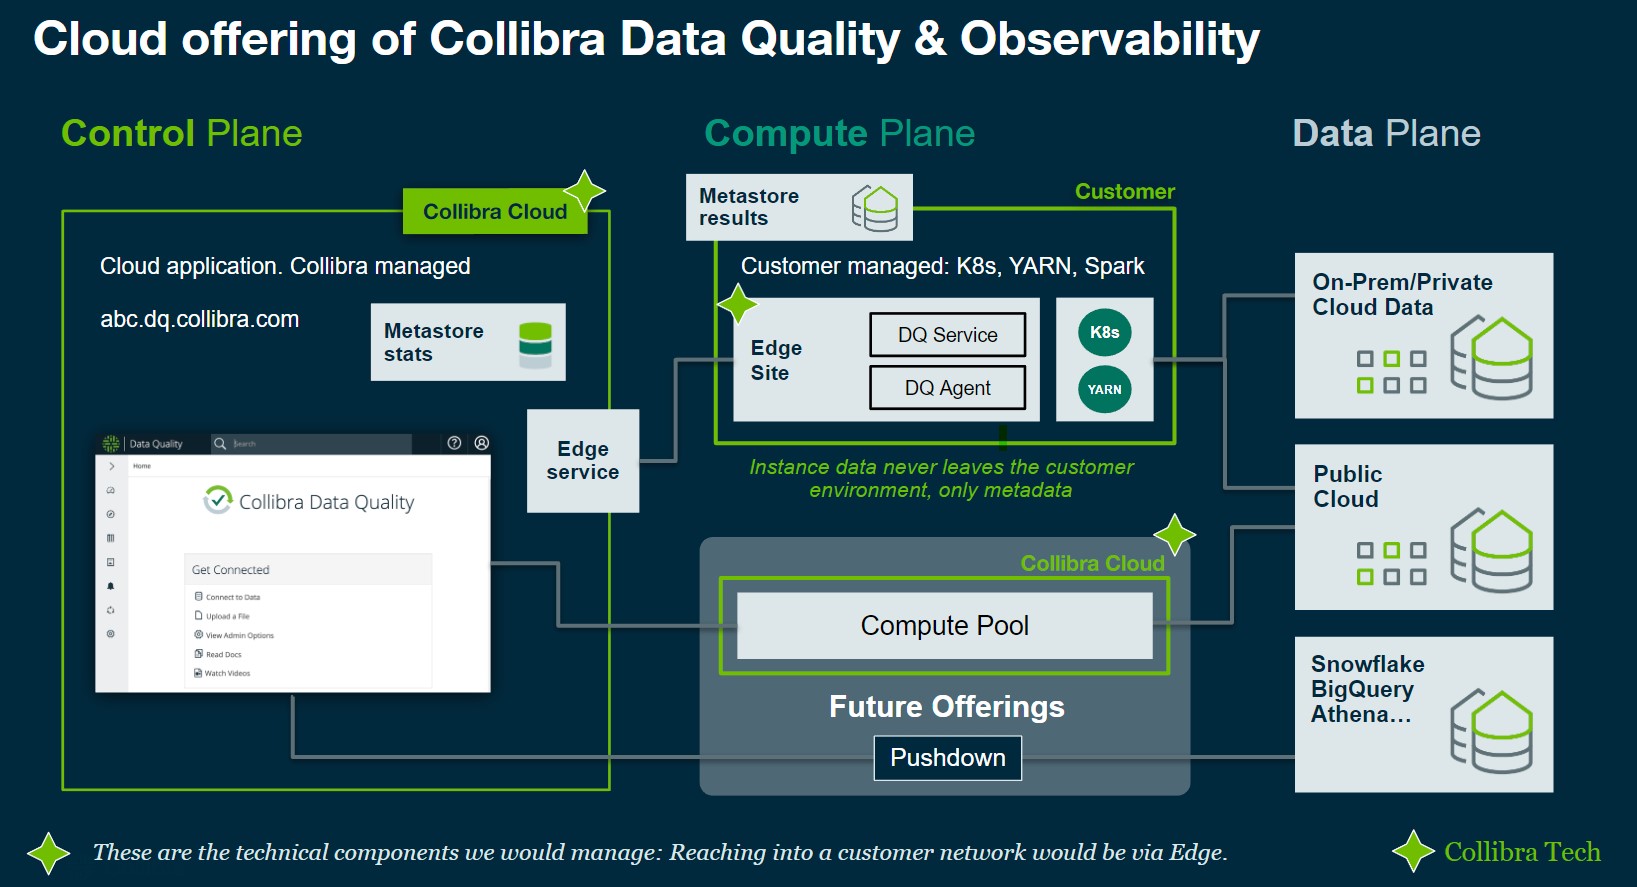 Cloud offering of Collibra Data Quality & Observability
Control Plane
Compute Plane
Data Plane
Collibra Cloud
Cloud application. Collibra managed
abc.dq.collibra.com
Metastore
stats
Edge
service
Data Quality
Search
Home
Collibra Data Quality
Get Connected
Connect to Data
Upload a File
View Admin Options
Read Docs
Watch Videos
Metastore
results
Customer
Customer managed: K8s, YARN, Spark
Edge
Site
DQ Service
DQ Agent
K8s
YARN
Instance data never leaves the customer
environment, only metadata
Collibra Cloud
Compute Pool
Future Offerings
Pushdown
On-Prem/Private
Cloud Data
Public
Cloud
Snowflake
BigQuery
Athena...
These are the technical components we would manage: Reaching into a customer network would be via Edge.
Collibra Tech